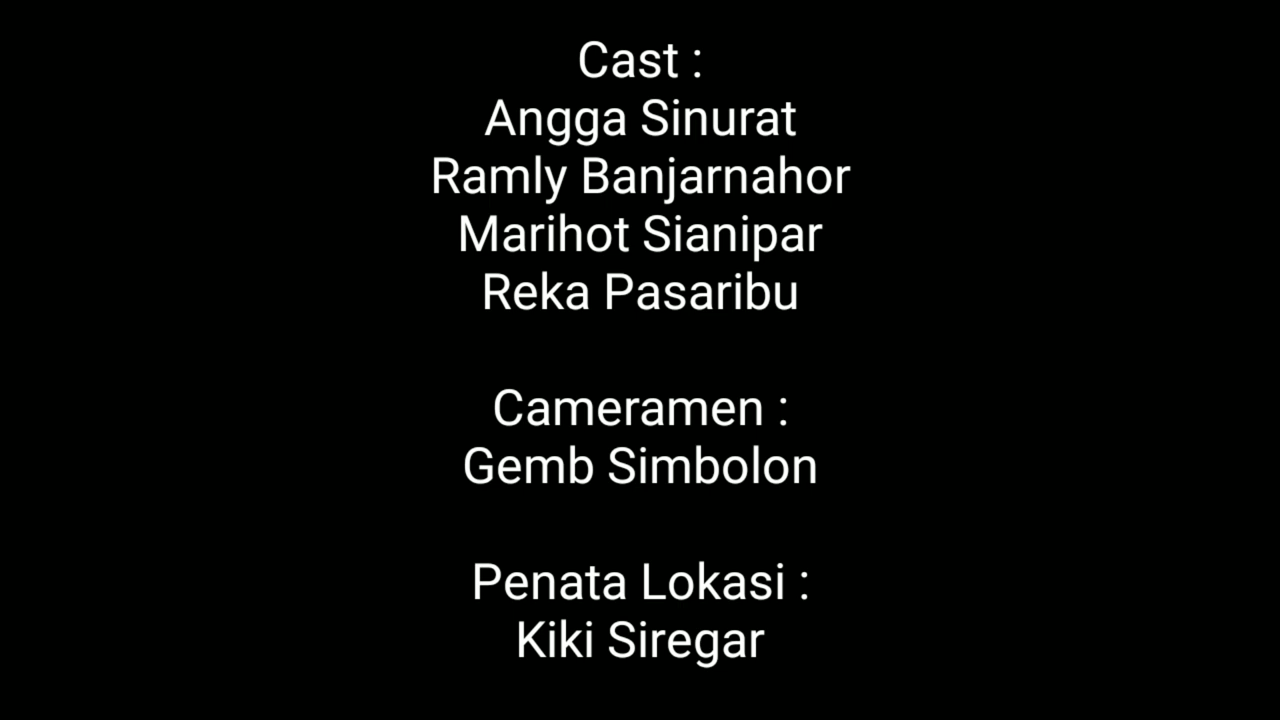 Cast :
Angga Sinurat
Ramly Banjarnahor
Marihot Sianipar
Reka Pasaribu
Cameramen :
Gemb Simbolon
Penata Lokasi :
Kiki Siregar